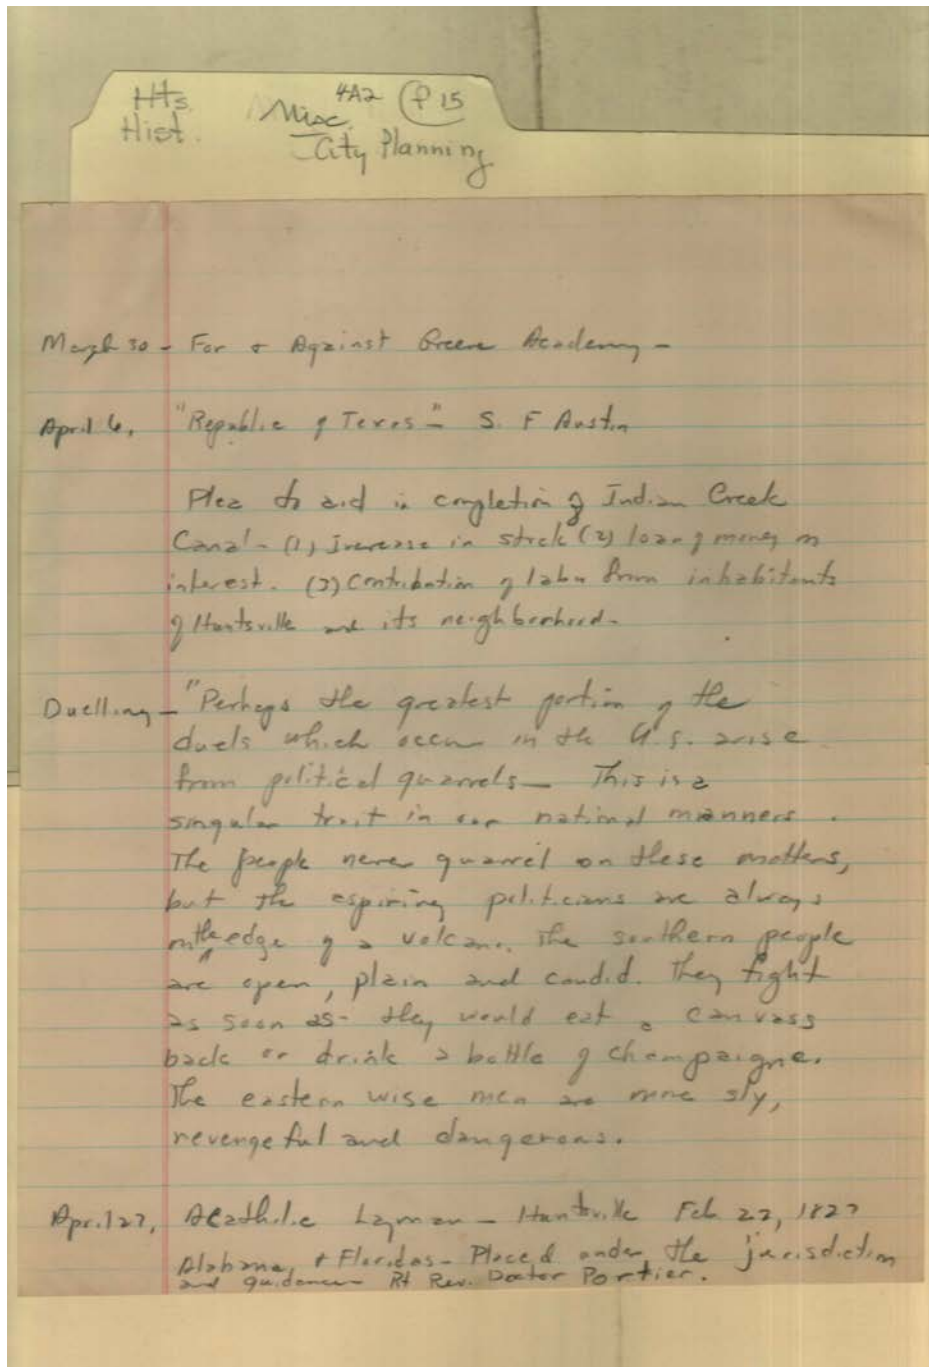 Hts. Hist.
4A2 P 15
Misc.
City Planning
March 30 - For & Against Greene Academy -
April 6, "Republic of Texas" - S. F Austin
Plea to aid in completion of Indian Creek
Canal - (1) Increase in stock (2) loan of money on
interest. (3) Contribution of labor from inhabitants
of Huntsville and its neighborhood -
Duelling - "Perhaps the greatest portion of the
duels which occur in the U.S. arise
from political quarrels - This is a
singular trait in our national manners.
The people never quarrel on these matters,
but the aspiring politicians are always
on the edge of a volcano. The southern people
are open, plain and candid. They fight
as soon as they would eat a canvass
back or drink a bottle of champaigne.
The eastern wise men are more sly,
revengeful and dangerous.
April 27, A Catholic Layman - Huntsville Feb 22, 1827
Alabama, & Floridas - Placed under the jurisdiction
and guidance Rt Rev. Doctor Portier.